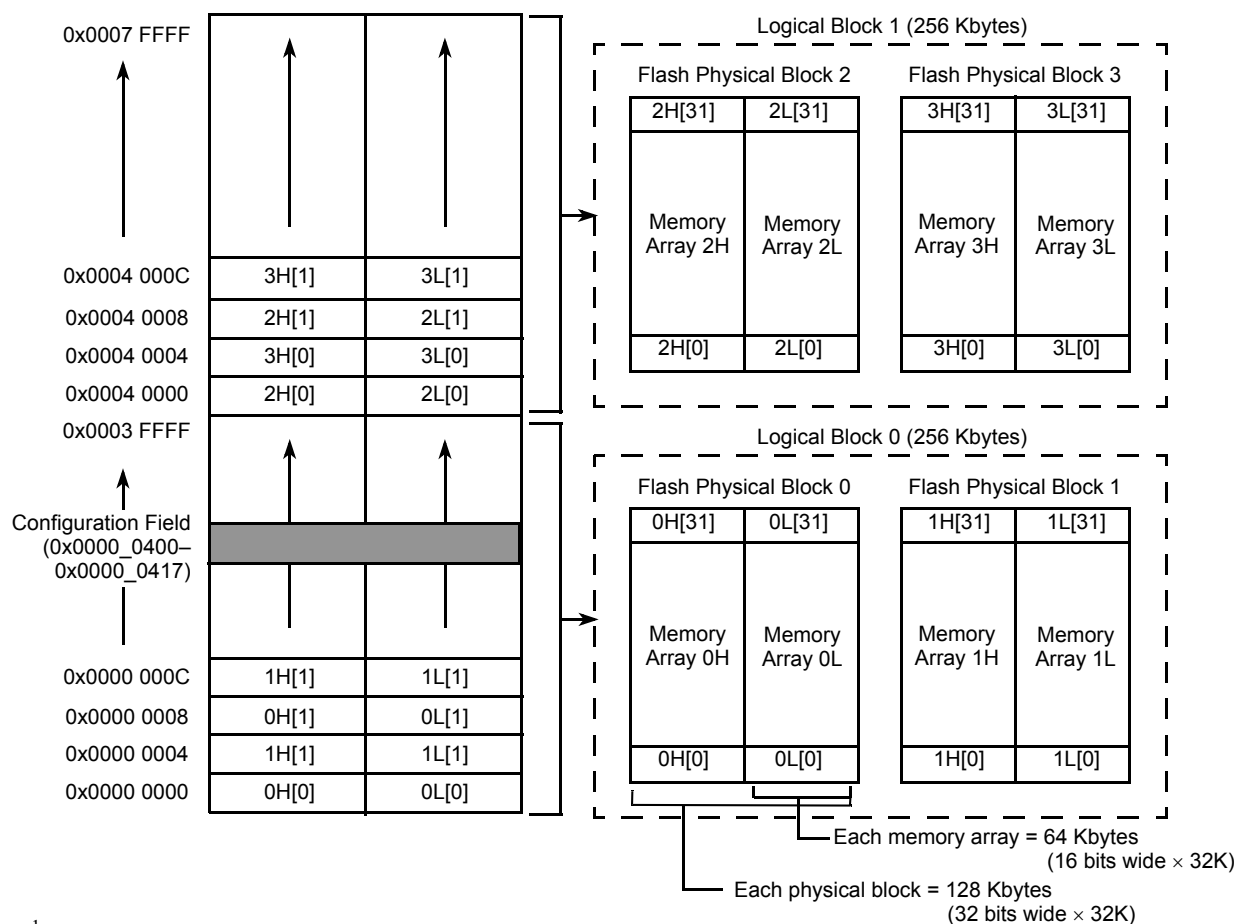 0x0007 FFFF
0x0004 000C 3H[1] 3L[1]
0x0004 0008 2H[1] 2L[1]
0x0004 0004 3H[0] 3L[0]
0x0004 0000 2H[0] 2L[0]
0x0003 FFFF
Configuration Field
(0x0000_0400–
0x0000_0417)
0x0000 000C 1H[1] 1L[1]
0x0000 0008 0H[1] 0L[1]
0x0000 0004 1H[1] 1L[1]
0x0000 0000 0H[0] 0L[0]
Logical Block 1 (256 Kbytes)
Flash Physical Block 2
2H[31] 2L[31]
Memory Array 2H
Memory Array 2L
2H[0] 2L[0]
Flash Physical Block 3
3H[31] 3L[31]
Memory Array 3H
Memory Array 3L
3H[0] 3L[0]
Logical Block 0 (256 Kbytes)
Flash Physical Block 0
0H[31] 0L[31]
Memory Array 0H
Memory Array 0L
0H[0] 0L[0]
Flash Physical Block 1
1H[31] 1L[31]
Memory Array 1H
Memory Array 1L
1H[0] 1L[0]
Each memory array = 64 Kbytes
(16 bits wide × 32K)
Each physical block = 128 Kbytes
(32 bits wide × 32K)